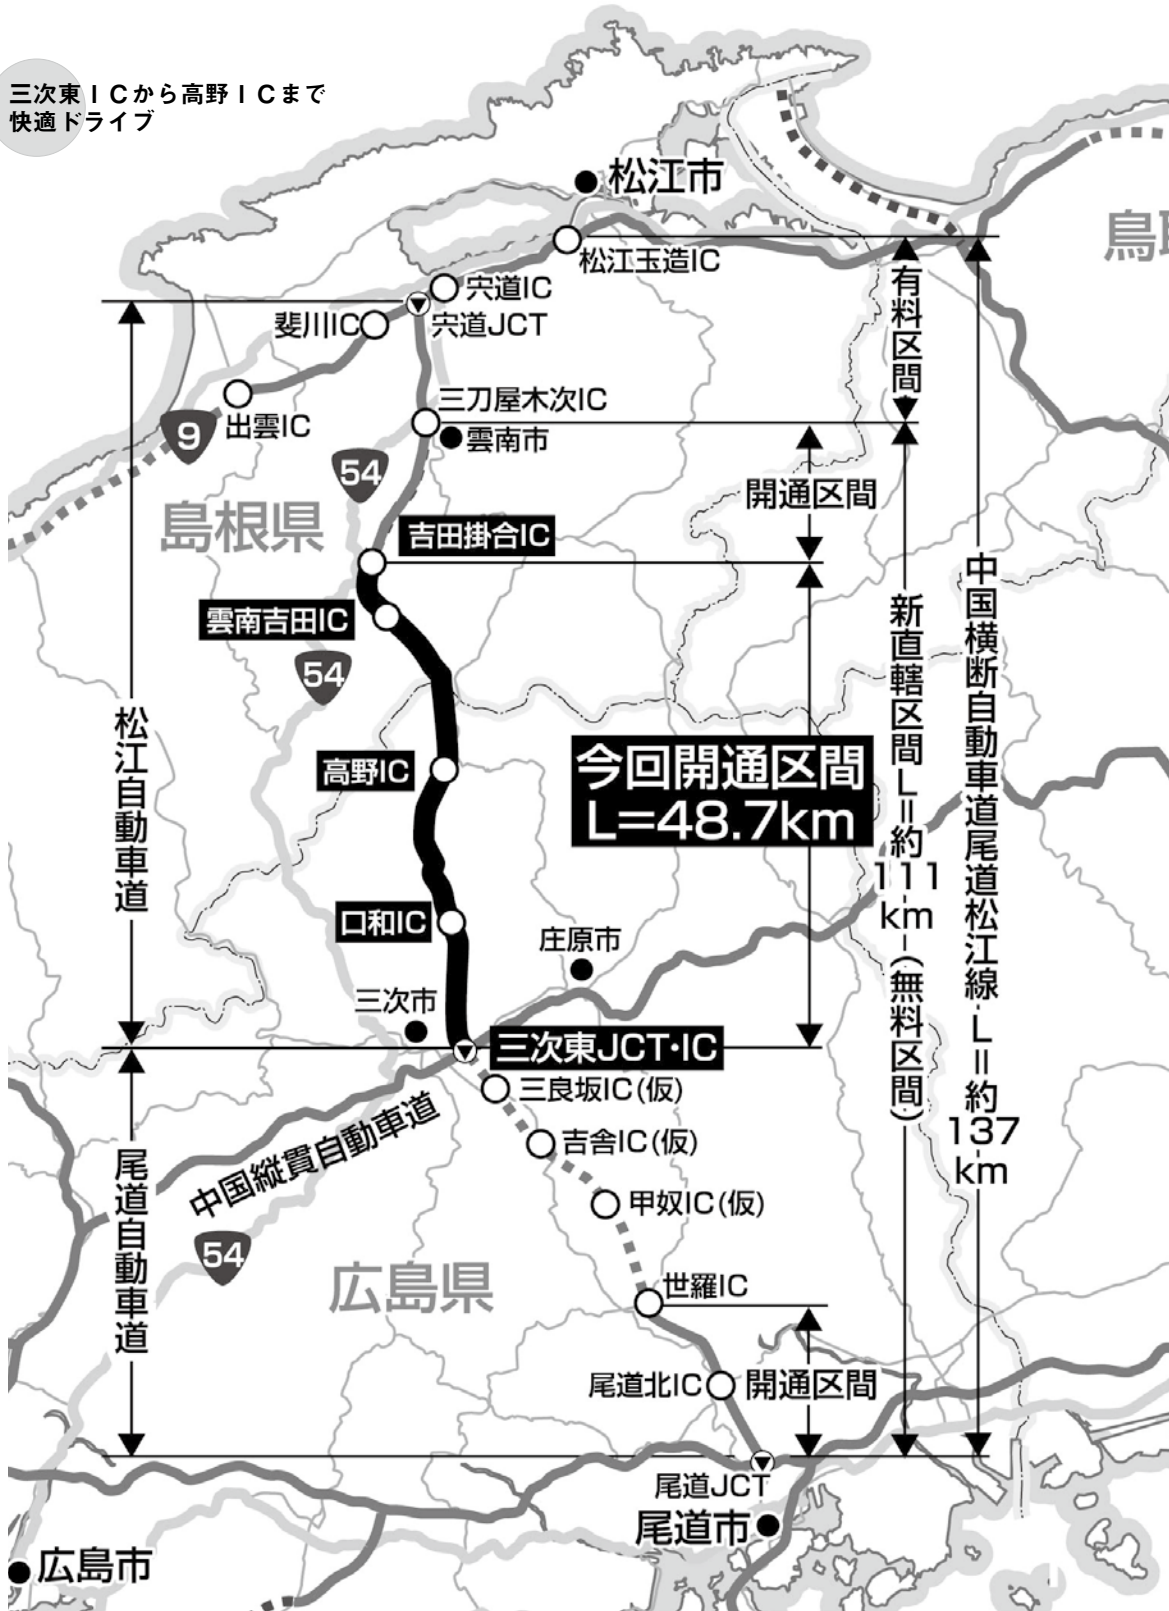 三次東ICから高野ICまで
快適ドライブ
松江市
松江玉造IC
鳥取
宍道IC
斐川IC
宍道JCT
有料区間
出雲IC
9
三刀屋木次IC
雲南市
54
開通区間
島根県
吉田掛合IC
雲南吉田IC
54
松江自動車道
高野IC
今回開通区間
L=48.7km
新直轄区間L=約111km(無料区間)
中国横断自動車道尾道松江線 L=約137km
口和IC
庄原市
三次市
三次東JCT・IC
三良坂IC(仮)
中国縦貫自動車道
吉舎IC(仮)
尾道自動車道
甲奴IC(仮)
54
広島県
世羅IC
尾道北IC
開通区間
尾道JCT
尾道市
広島市